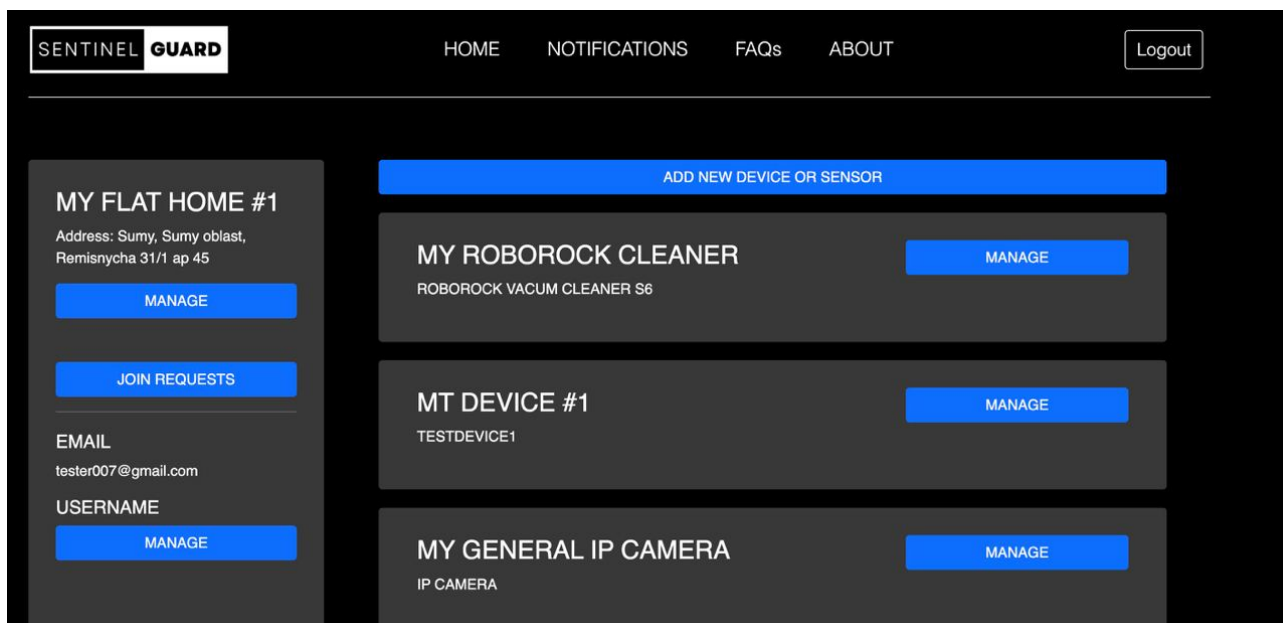 SENTINEL GUARD
HOME NOTIFICATIONS FAQs ABOUT
Logout
MY FLAT HOME #1
Address: Sumy, Sumy oblast,
Remisnycha 31/1 ap 45
MANAGE
JOIN REQUESTS
EMAIL
tester007@gmail.com
USERNAME
MANAGE
ADD NEW DEVICE OR SENSOR
MY ROBOROCK CLEANER
ROBOROCK VACUM CLEANER S6
MANAGE
MT DEVICE #1
TESTDEVICE1
MANAGE
MY GENERAL IP CAMERA
IP CAMERA
MANAGE